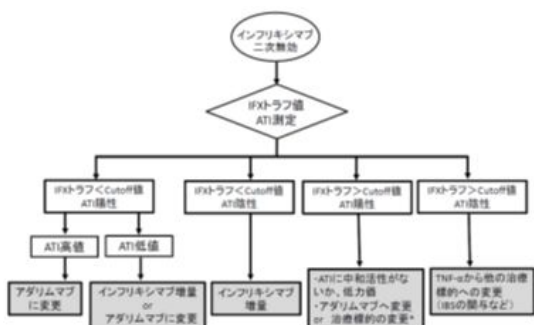 インフリキシマブ
二次無効
IFXトラフ値
ATI測定
IFXトラフ＜Cutoff値
ATI陽性
IFXトラフ＜Cutoff値
ATI陰性
IFXトラフ＞Cutoff値
ATI陽性
IFXトラフ＞Cutoff値
ATI陰性
ATI高値
ATI低値
アダリムマブ
に変更
インフリキシマブ増量
or
アダリムマブに変更
インフリキシマブ
増量
・ATIに中和活性がな
いか、低力価
・アダリムマブへ変更
or 治療標的の変更*
TNF-αから他の治療
標的への変更
（IBSの関与など）